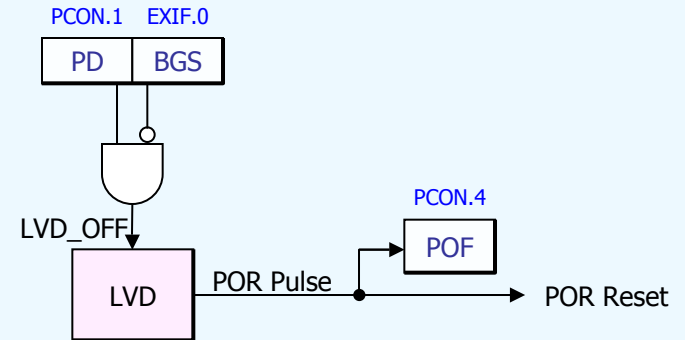 PCON.1 EXIF.0
PD BGS
PCON.4
LVD_OFF
POF
LVD
POR Pulse
POR Reset